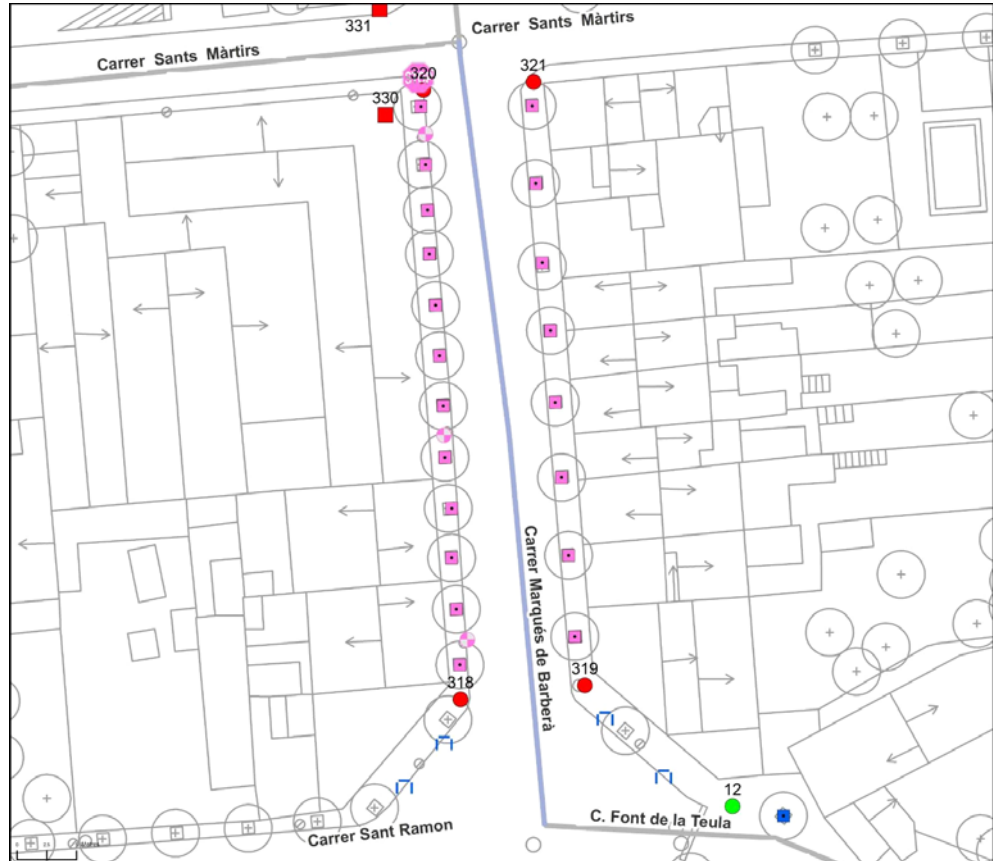 331
Carrer Sants Màrtirs
Carrer Sants Màrtirs
320
321
330
Carrer Marqués de Barberà
318
319
12
C. Font de la Teula
Carrer Sant Ramon